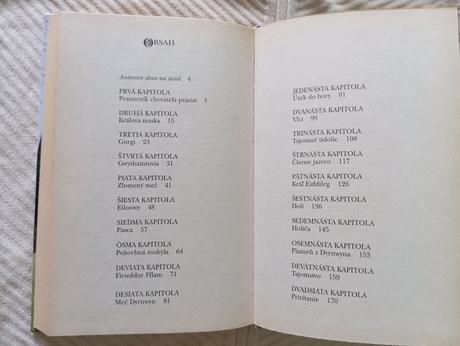 OBSAH
Autorovo slovo na úvod 4
PRVÁ KAPITOLA
Pomocník chovateľa prasiat 5
DRUHÁ KAPITOLA
Kráľova maska 15
TRETIA KAPITOLA
Gurgi 23
ŠTVRTÁ KAPITOLA
Gwythaintovia 31
PIATA KAPITOLA
Zlomený meč 41
ŠIESTA KAPITOLA
Eilonwy 48
SIEDMA KAPITOLA
Pasca 57
ÔSMA KAPITOLA
Pohrebná mohyla 64
DEVIATA KAPITOLA
Flewddur Fflam 71
DESIATA KAPITOLA
Meč Dyrnwyn 81
JEDENÁSTA KAPITOLA
Útek do hory 91
DVANÁSTA KAPITOLA
Vlci 99
TRINÁSTA KAPITOLA
Tajomné údolie 108
ŠTRNÁSTA KAPITOLA
Čierne jazero 117
PÄTNÁSTA KAPITOLA
Kráľ Eiddileg 126
ŠESTNÁSTA KAPITOLA
Doli 136
SEDEMNÁSTA KAPITOLA
Holiča 145
OSEMNÁSTA KAPITOLA
Plameň z Dyrnwyna 153
DEVÄTNÁSTA KAPITOLA
Tajomstvo 159
DVADSIATA KAPITOLA
Privítanie 170